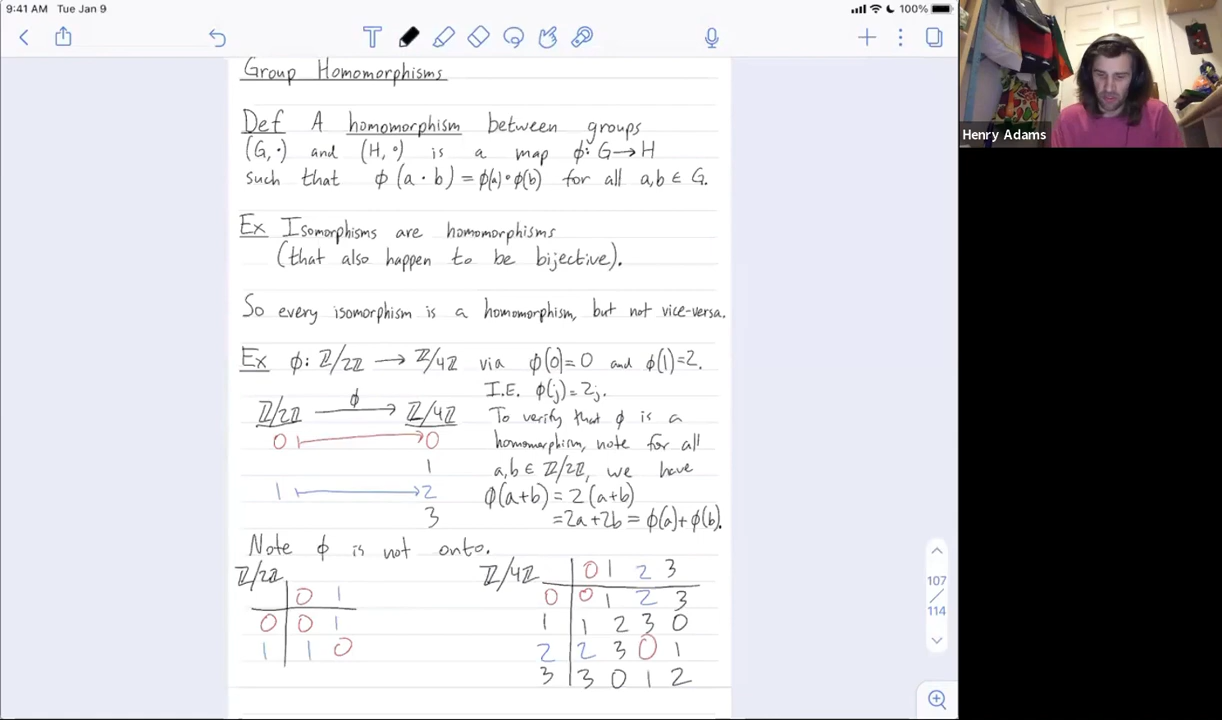 9:41 AM Tue Jan 9
100%
Henry Adams
Group Homomorphisms
Def A homomorphism between groups
(G, ·) and (H, ∘) is a map ϕ: G→H
such that ϕ(a · b) = ϕ(a) ∘ ϕ(b) for all a,b ∈ G.
Ex Isomorphisms are homomorphisms
(that also happen to be bijective).
So every isomorphism is a homomorphism, but not vice-versa.
Ex ϕ: ℤ/2ℤ → ℤ/4ℤ via ϕ(0)=0 and ϕ(1)=2.
I.E. ϕ(j)=2j.
ℤ/2ℤ ϕ→ ℤ/4ℤ
0 ↦ 0
1
1 ↦ 2
3
To verify that ϕ is a
homomorphism, note for all
a,b ∈ ℤ/2ℤ, we have
ϕ(a+b) = 2(a+b)
=2a+2b = ϕ(a)+ϕ(b).
Note ϕ is not onto.
ℤ/2ℤ
0 1
0 0 1
1 1 0
ℤ/4ℤ
0 1 2 3
0 0 1 2 3
1 1 2 3 0
2 2 3 0 1
3 3 0 1 2
107
/
114